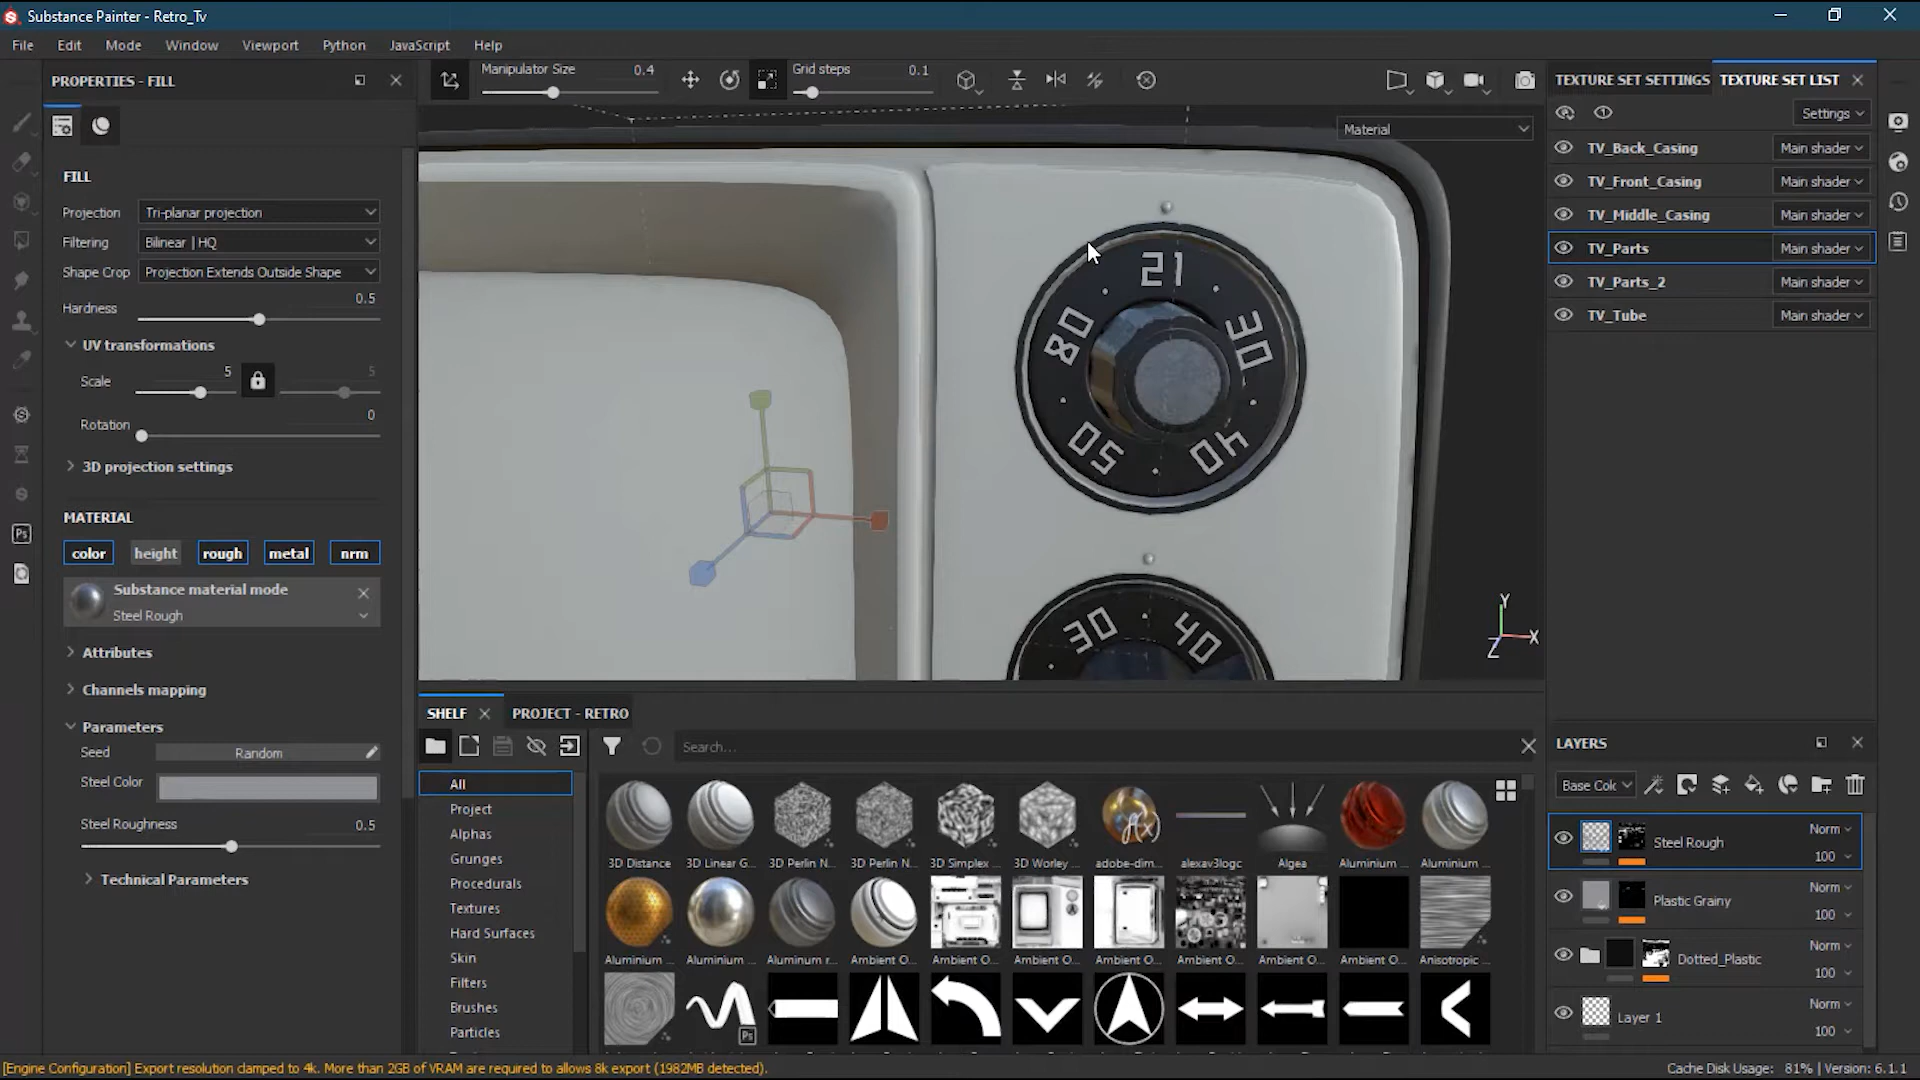 Substance Painter - Retro_Tv
File Edit Mode Window Viewport Python JavaScript Help
PROPERTIES - FILL
Manipulator Size 0.4
Grid steps 0.1
TEXTURE SET SETTINGS TEXTURE SET LIST
Settings
Material
TV_Back_Casing Main shader
TV_Front_Casing Main shader
TV_Middle_Casing Main shader
TV_Parts Main shader
TV_Parts_2 Main shader
TV_Tube Main shader
FILL
Projection Tri-planar projection
Filtering Bilinear | HQ
Shape Crop Projection Extends Outside Shape
Hardness 0.5
UV transformations
Scale 5 5
Rotation 0
3D projection settings
MATERIAL
color height rough metal nrm
Substance material mode
Steel Rough
Attributes
Channels mapping
Parameters
Seed Random
Steel Color
Steel Roughness 0.5
Technical Parameters
Ps
21
80 30
50 40
30 40
Y
X
Z
SHELF PROJECT - RETRO
Search...
All
Project
Alphas
Grunges
Procedurals
Textures
Hard Surfaces
Skin
Filters
Brushes
Particles
3D Distance 3D Linear G... 3D Perlin N... 3D Perlin N... 3D Simplex ... 3D Worley ... adobe-dim... alexav3logc Algea Aluminium ... Aluminium ...
Aluminium ... Aluminium ... Aluminum r... Ambient O... Ambient O... Ambient O... Ambient O... Ambient O... Ambient O... Ambient O... Anisotropic ...
Ps
LAYERS
Base Col
Steel Rough Norm 100
Plastic Grainy Norm 100
Dotted_Plastic Norm 100
Layer 1 Norm 100
[Engine Configuration] Export resolution clamped to 4k. More than 2GB of VRAM are required to allows 8k export (1982MB detected).
Cache Disk Usage: 81% | Version: 6.1.1